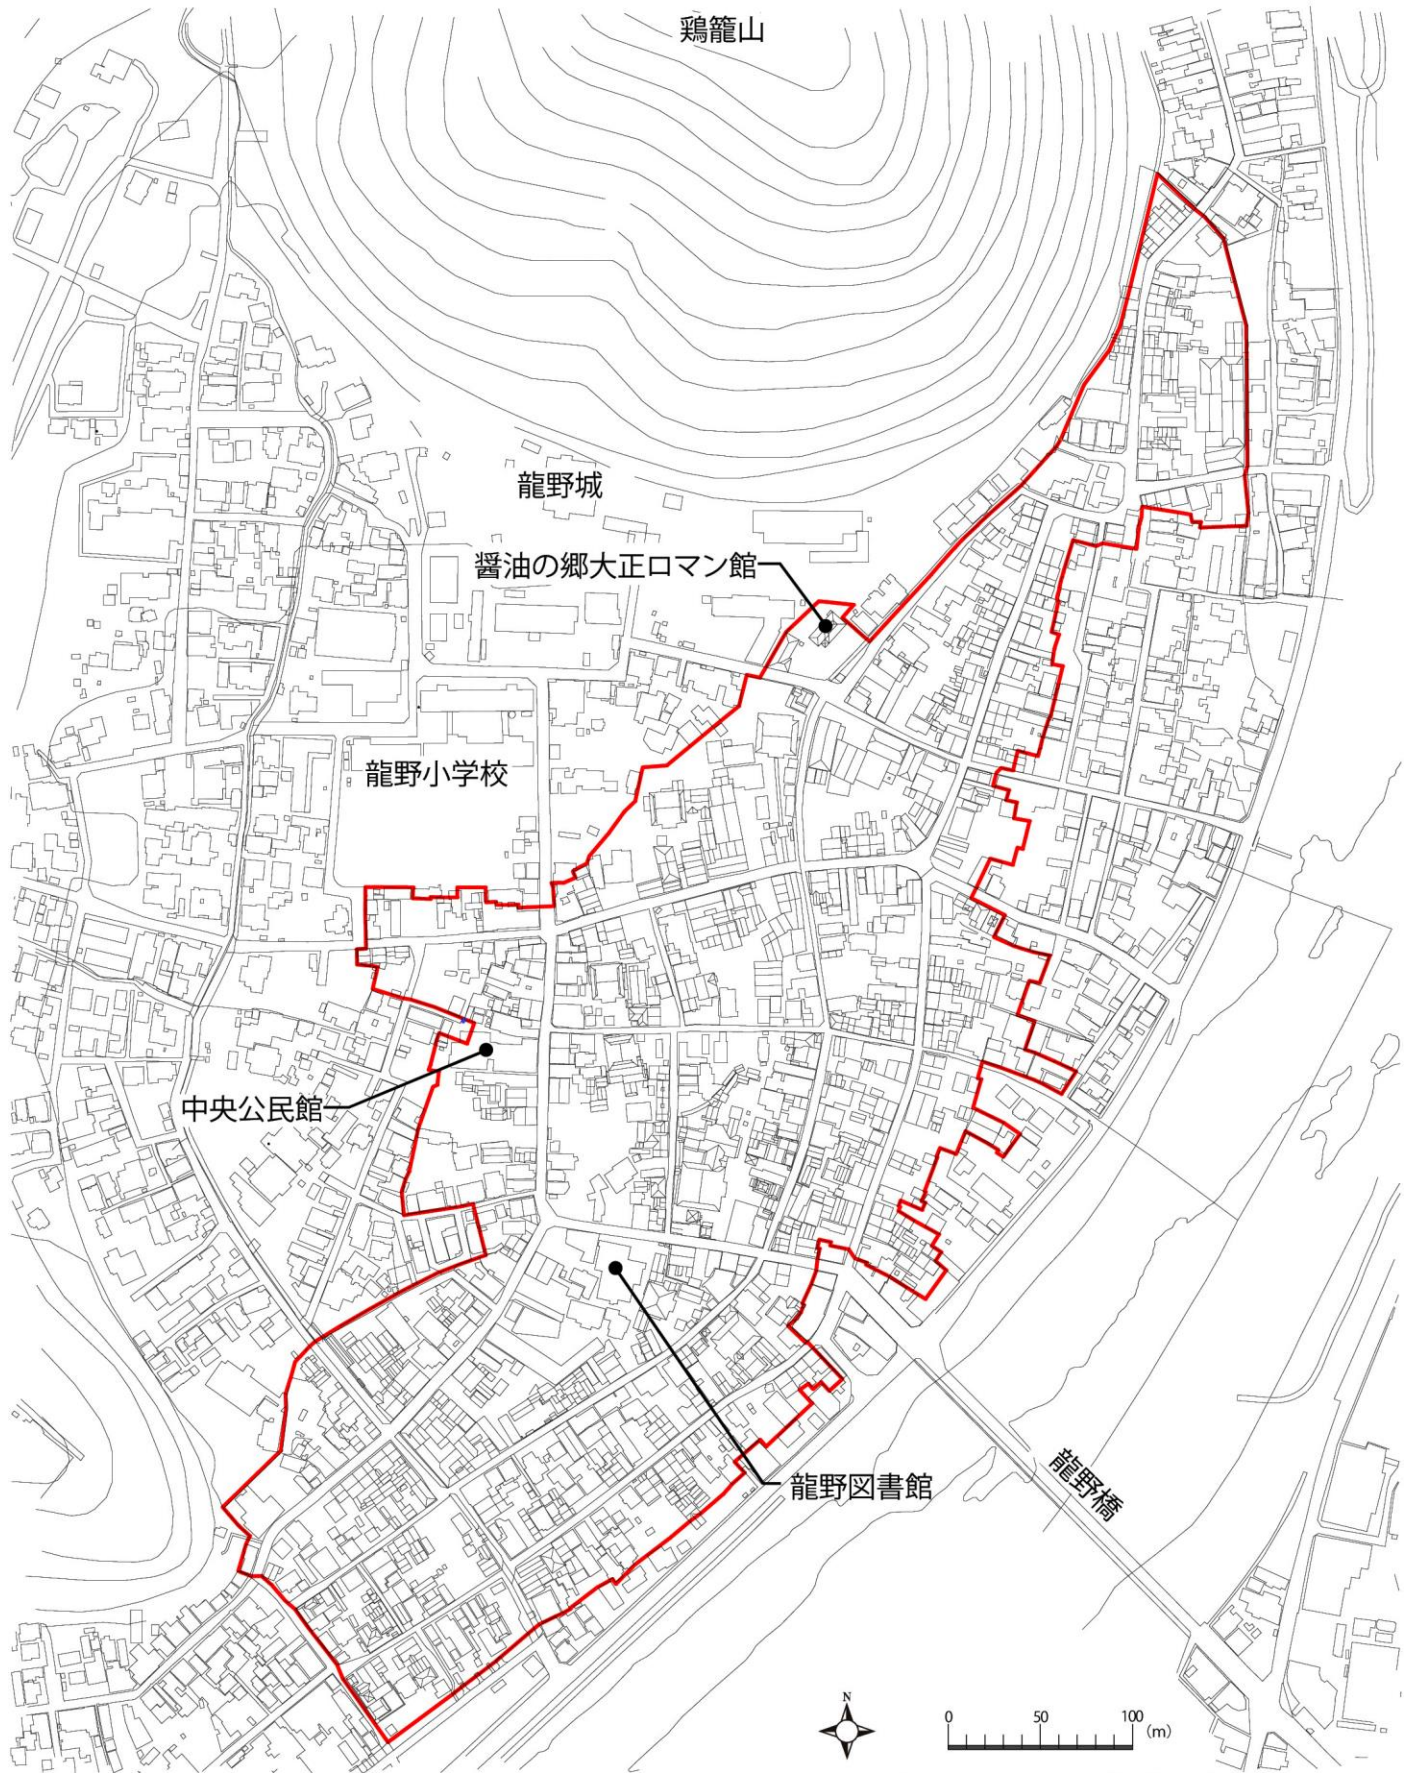 鶏籠山
龍野城
醤油の郷大正ロマン館
龍野小学校
中央公民館
龍野図書館
龍野橋
N
0 50 100 (m)